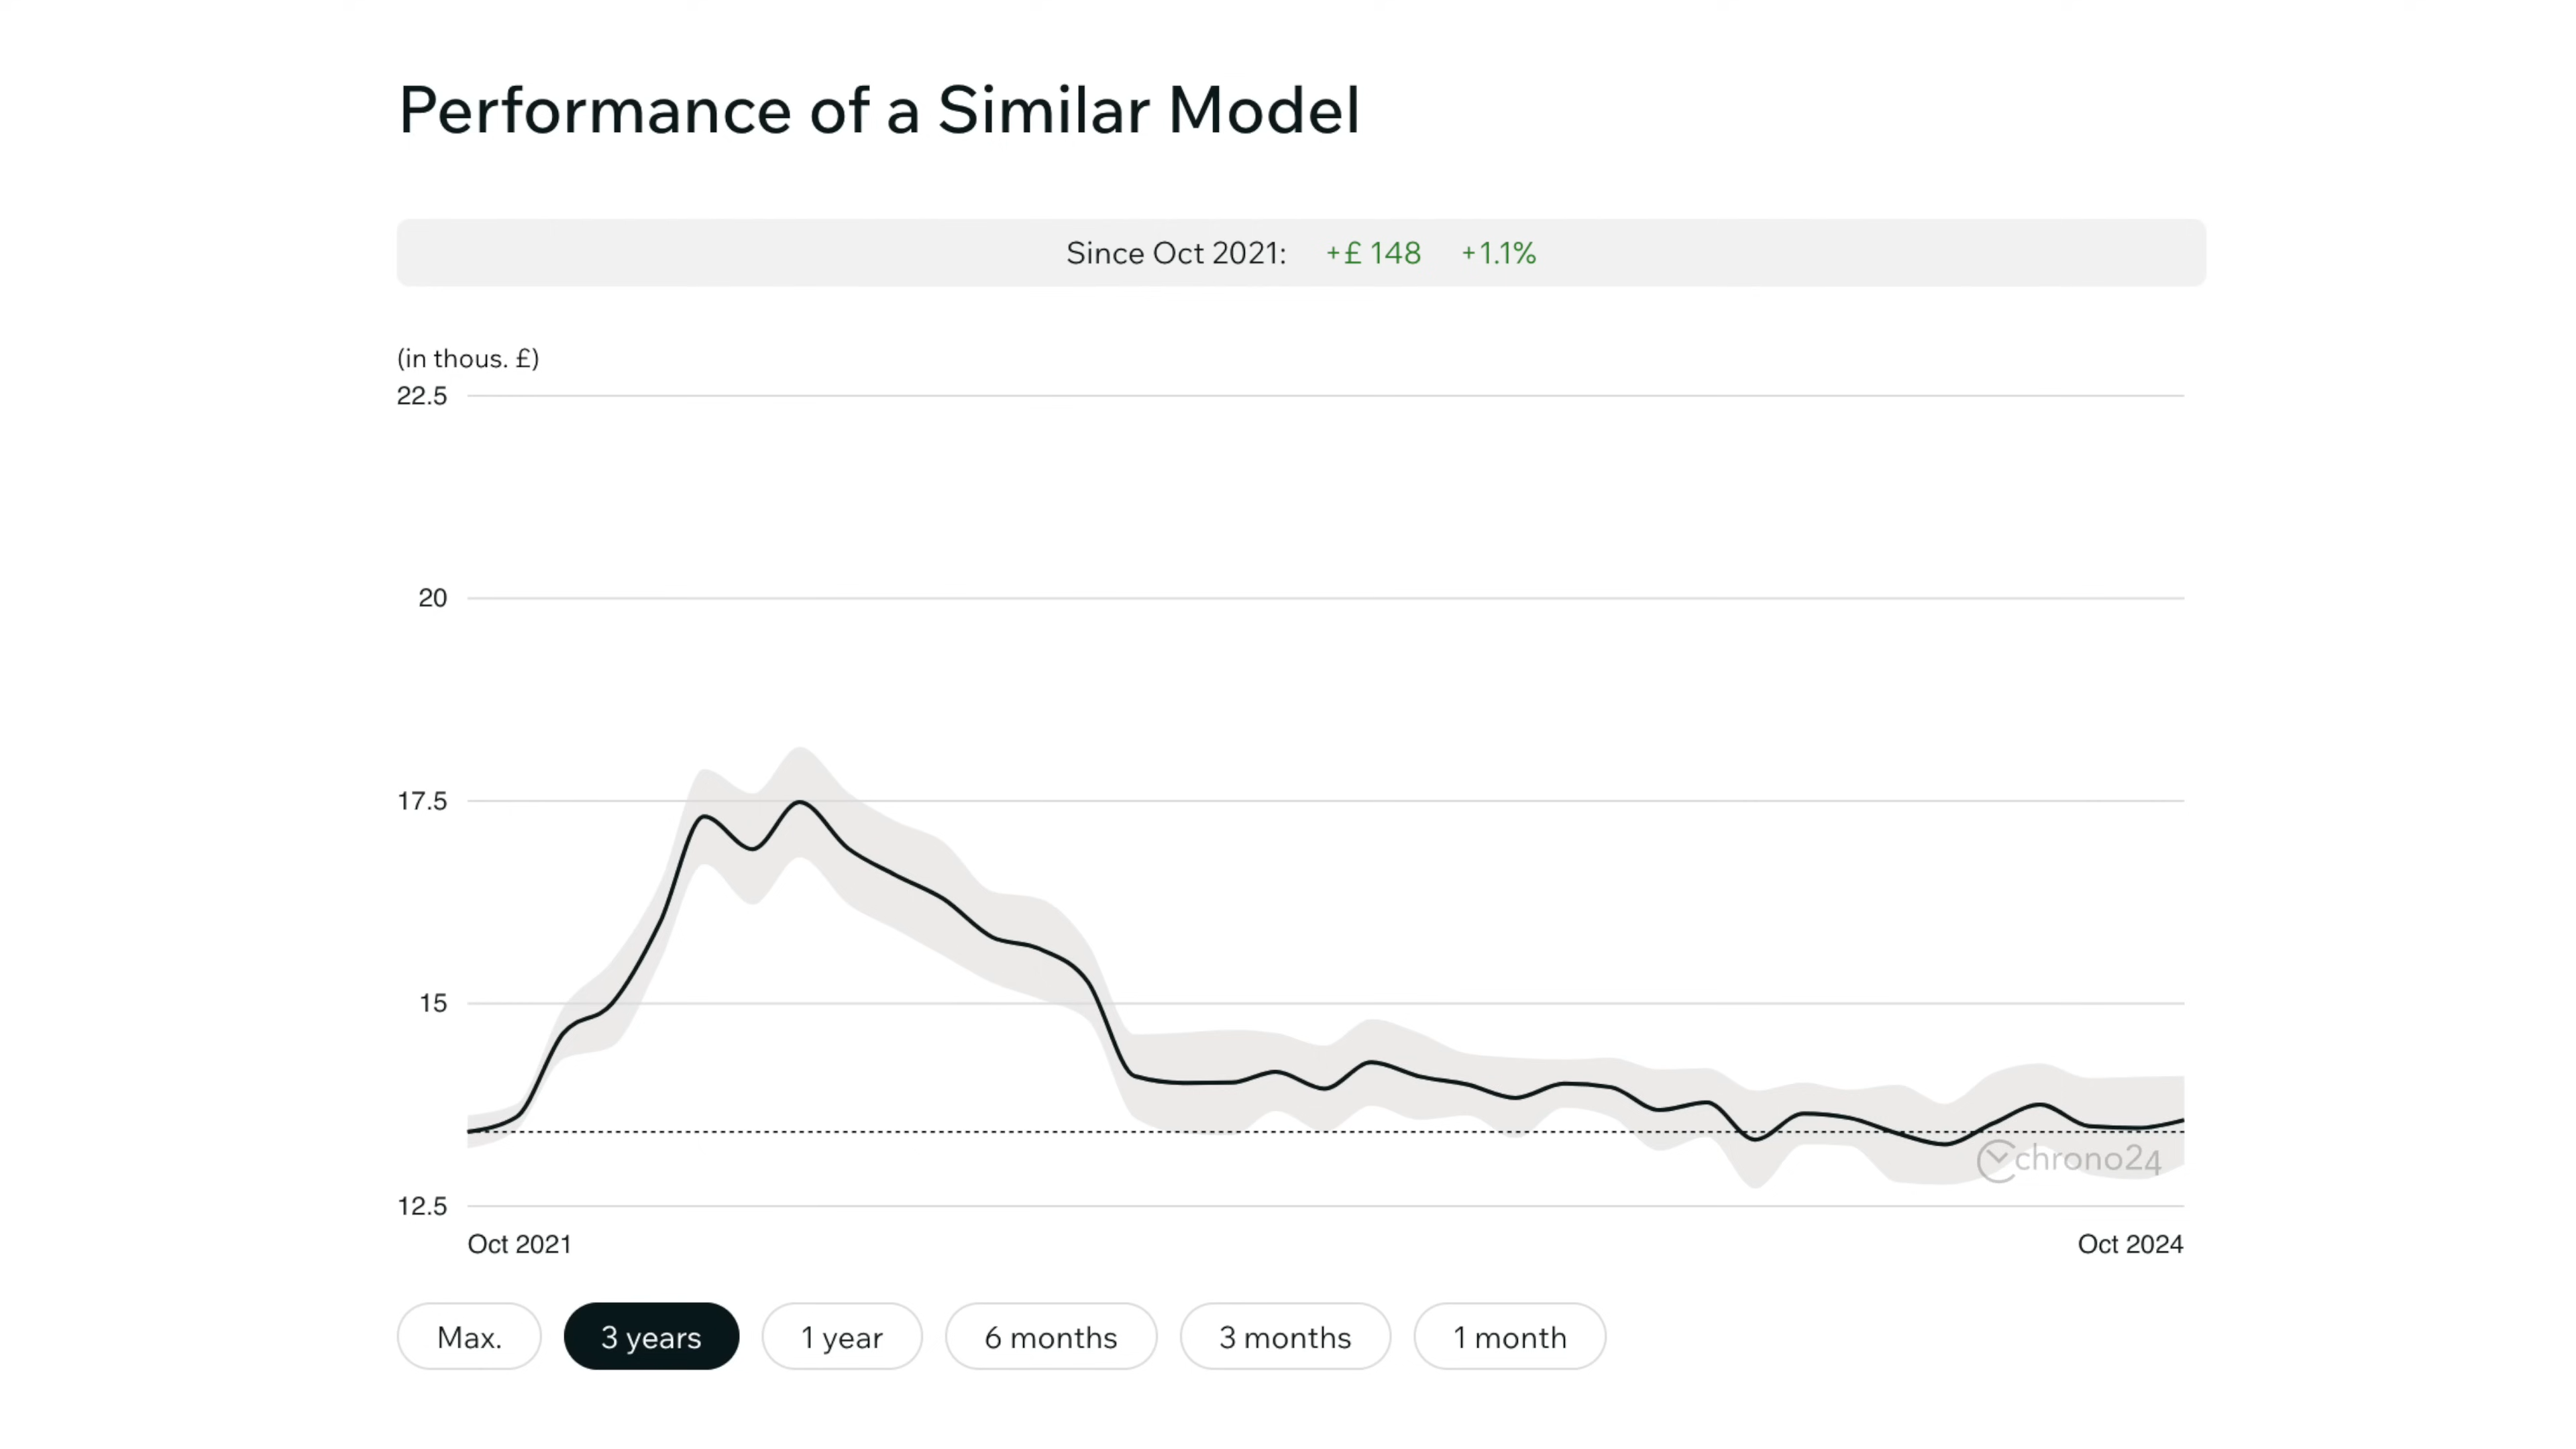 Performance of a Similar Model
Since Oct 2021: +£ 148 +1.1%
(in thous. £)
22.5
20
17.5
15
12.5
chrono24
Oct 2021 Oct 2024
Max. 3 years 1 year 6 months 3 months 1 month